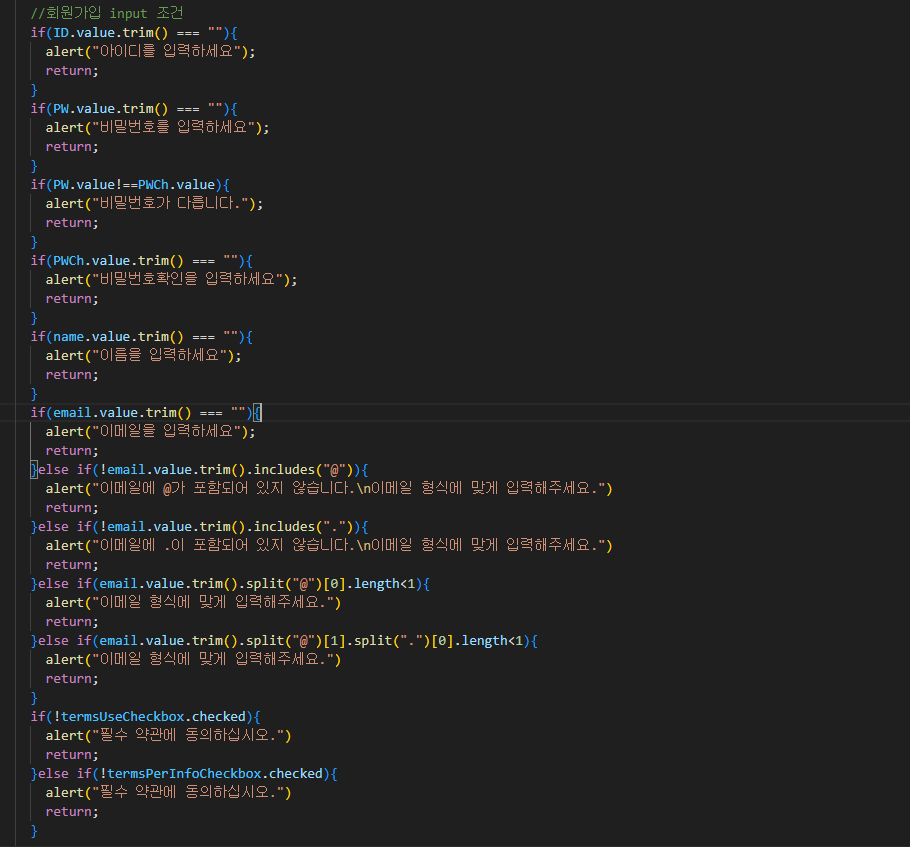 //회원가입 input 조건
if(ID.value.trim() === ""){
alert("아이디를 입력하세요");
return;
}
if(PW.value.trim() === ""){
alert("비밀번호를 입력하세요");
return;
}
if(PW.value!==PWCh.value){
alert("비밀번호가 다릅니다.");
return;
}
if(PWCh.value.trim() === ""){
alert("비밀번호확인을 입력하세요");
return;
}
if(name.value.trim() === ""){
alert("이름을 입력하세요");
return;
}
if(email.value.trim() === ""){
alert("이메일을 입력하세요");
return;
}else if(!email.value.trim().includes("@")){
alert("이메일에 @가 포함되어 있지 않습니다.\n이메일 형식에 맞게 입력해주세요.")
return;
}else if(!email.value.trim().includes(".")){
alert("이메일에 .이 포함되어 있지 않습니다.\n이메일 형식에 맞게 입력해주세요.")
return;
}else if(email.value.trim().split("@")[0].length<1){
alert("이메일 형식에 맞게 입력해주세요.")
return;
}else if(email.value.trim().split("@")[1].split(".")[0].length<1){
alert("이메일 형식에 맞게 입력해주세요.")
return;
}
if(!termsUseCheckbox.checked){
alert("필수 약관에 동의하십시오.")
return;
}else if(!termsPerInfoCheckbox.checked){
alert("필수 약관에 동의하십시오.")
return;
}